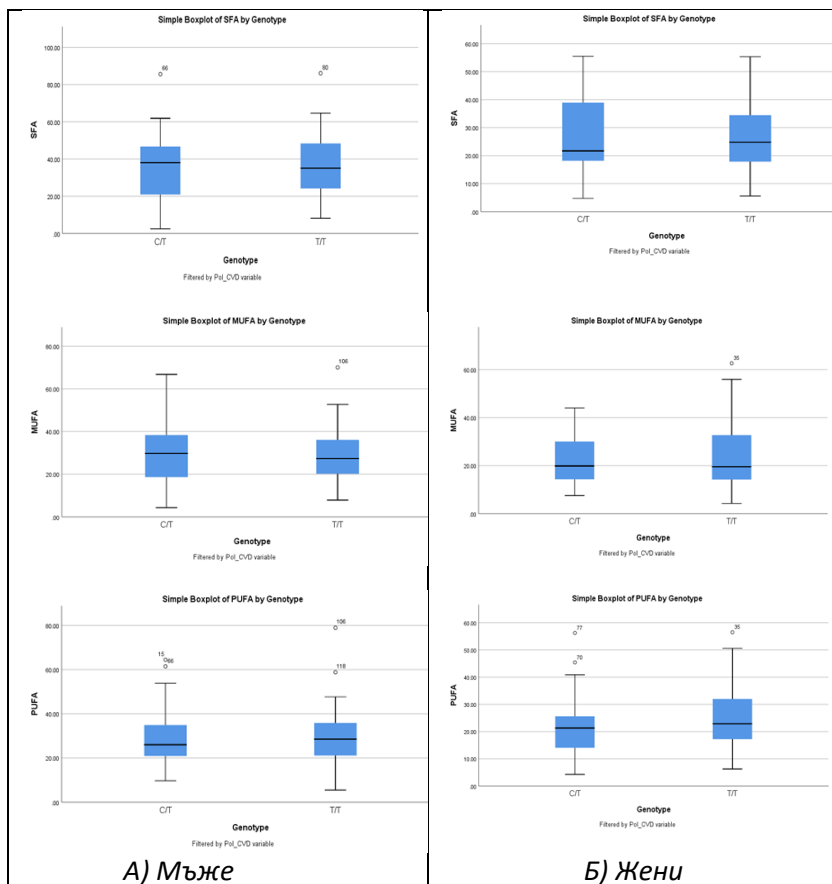 Simple Boxplot of SFA by Genotype
100.00
80.00
60.00
40.00
20.00
.00
SFA
66
80
C/T
T/T
Genotype
Filtered by Pol_CVD variable
Simple Boxplot of MUFA by Genotype
80.00
60.00
40.00
20.00
.00
MUFA
106
C/T
T/T
Genotype
Filtered by Pol_CVD variable
Simple Boxplot of PUFA by Genotype
80.00
60.00
40.00
20.00
.00
PUFA
15
66
106
118
C/T
T/T
Genotype
Filtered by Pol_CVD variable
А) Мъже
Simple Boxplot of SFA by Genotype
60.00
50.00
40.00
30.00
20.00
10.00
.00
SFA
C/T
T/T
Genotype
Filtered by Pol_CVD variable
Simple Boxplot of MUFA by Genotype
60.00
40.00
20.00
.00
MUFA
35
C/T
T/T
Genotype
Filtered by Pol_CVD variable
Simple Boxplot of PUFA by Genotype
60.00
50.00
40.00
30.00
20.00
10.00
.00
PUFA
77
70
35
C/T
T/T
Genotype
Filtered by Pol_CVD variable
Б) Жени